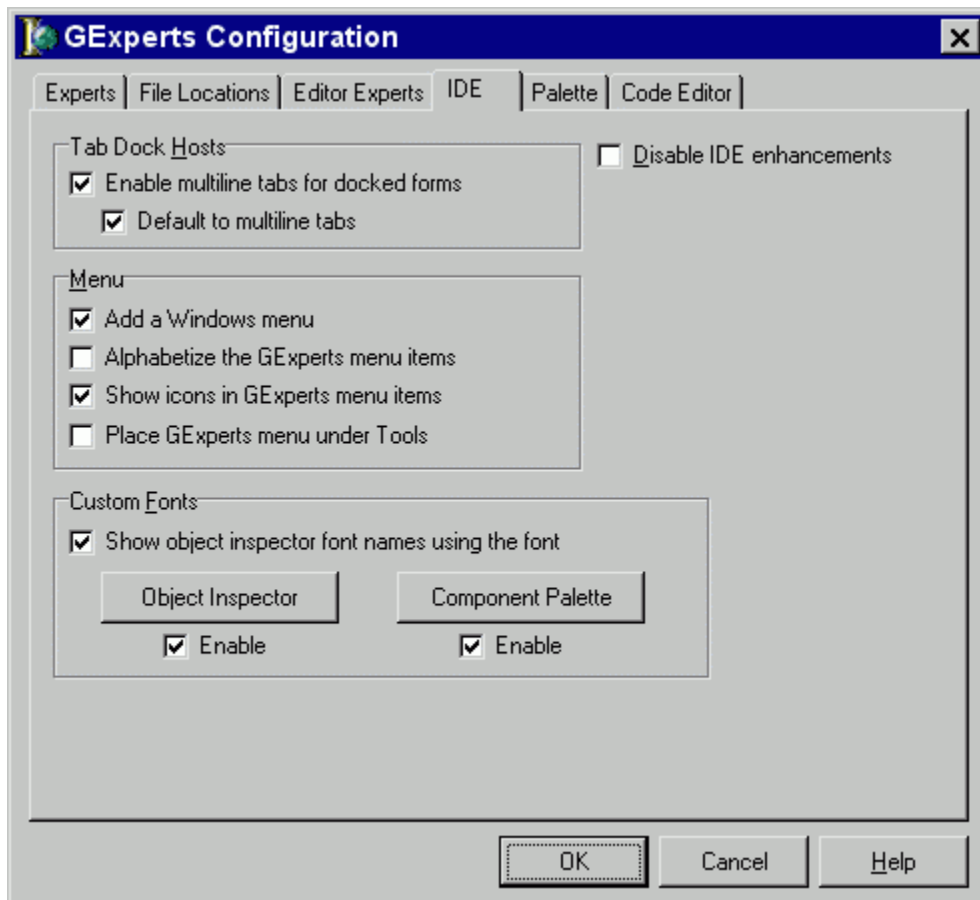 GExperts Configuration
Experts File Locations Editor Experts IDE Palette Code Editor
Tab Dock Hosts
Disable IDE enhancements
Enable multiline tabs for docked forms
Default to multiline tabs
Menu
Add a Windows menu
Alphabetize the GExperts menu items
Show icons in GExperts menu items
Place GExperts menu under Tools
Custom Fonts
Show object inspector font names using the font
Object Inspector Component Palette
Enable Enable
OK Cancel Help